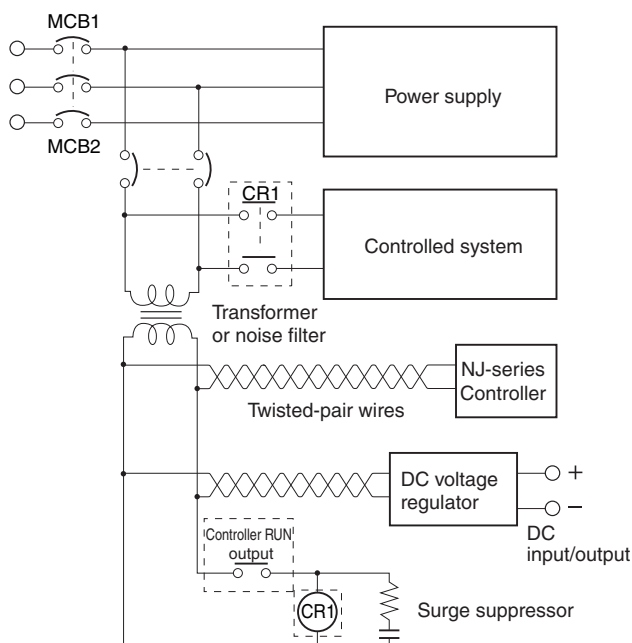 MCB1
Power supply
MCB2
CR1
Controlled system
Transformer
or noise filter
NJ-series
Controller
Twisted-pair wires
DC voltage
regulator
+
−
DC
input/output
Controller RUN
output
CR1
Surge suppressor